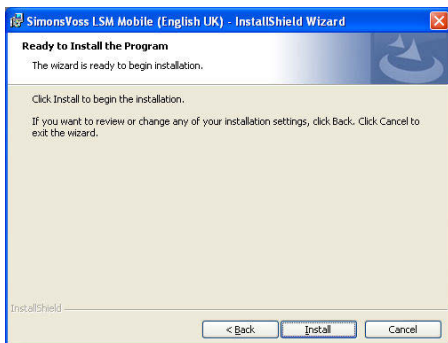 SimonsVoss LSM Mobile (English UK) - InstallShield Wizard
Ready to Install the Program
The wizard is ready to begin installation.
Click Install to begin the installation.
If you want to review or change any of your installation settings, click Back. Click Cancel to
exit the wizard.
InstallShield
< Back Install Cancel